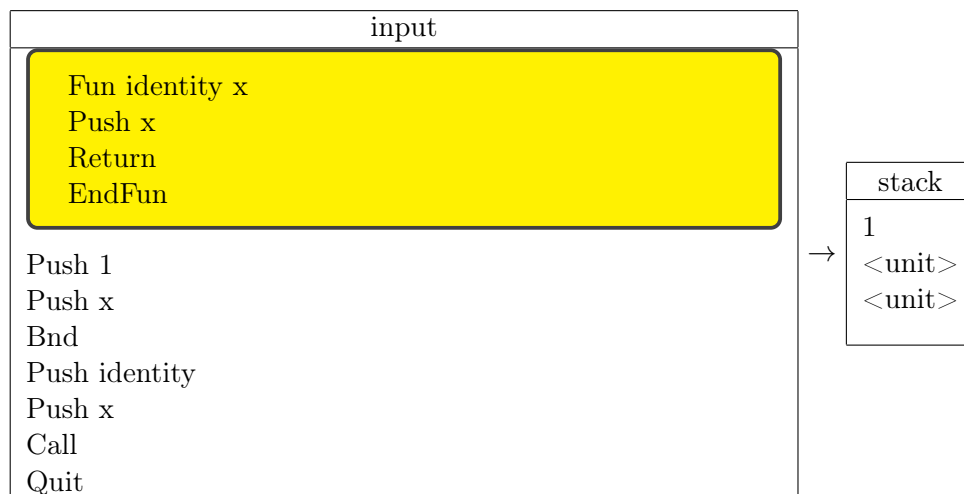 input
Fun identity x
Push x
Return
EndFun
Push 1
Push x
Bnd
Push identity
Push x
Call
Quit
→
stack
1
<unit>
<unit>